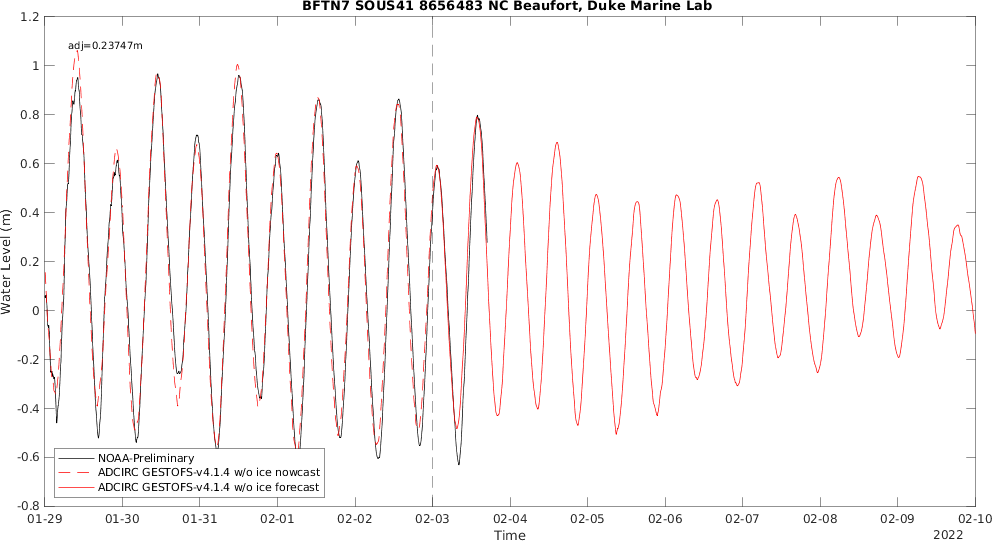 BFTN7 SOUS41 8656483 NC Beaufort, Duke Marine Lab
1.2
adj=0.23747m
1
0.8
0.6
0.4
0.2
0
-0.2
-0.4
-0.6
-0.8
Water Level (m)
NOAA-Preliminary
ADCIRC GESTOFS-v4.1.4 w/o ice nowcast
ADCIRC GESTOFS-v4.1.4 w/o ice forecast
01-29 01-30 01-31 02-01 02-02 02-03 02-04 02-05 02-06 02-07 02-08 02-09 02-10
Time
2022